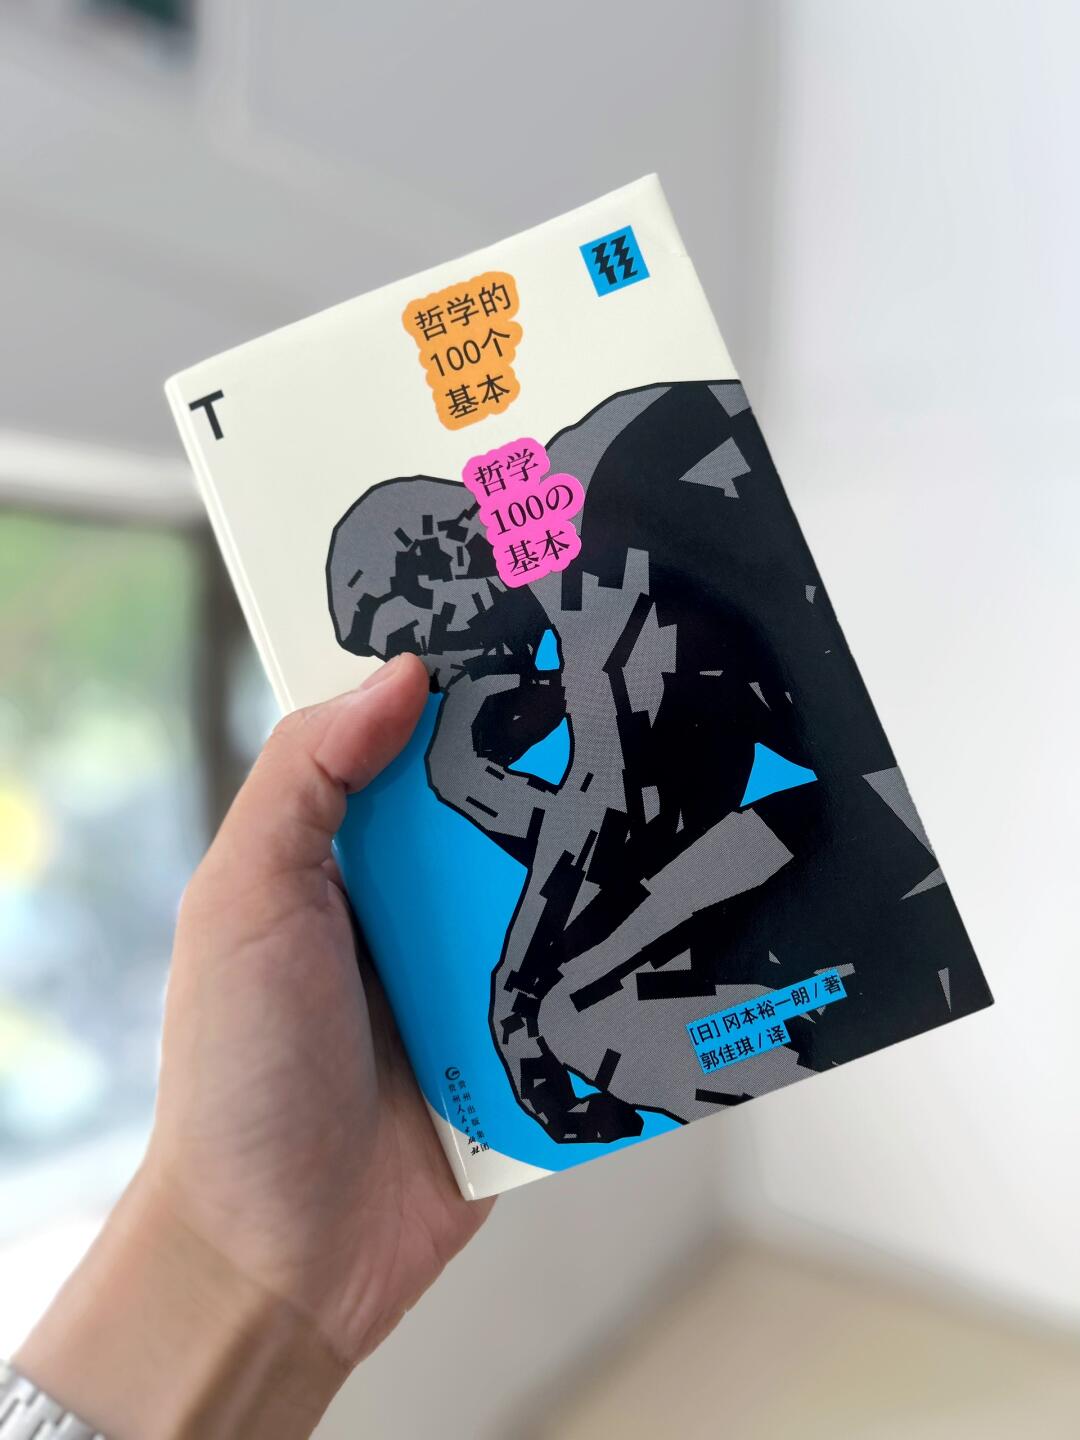 T
哲学的
100个
基本
哲学
100の
基本
[日]冈本裕一朗/著
郭佳琪/译
贵州出版集团
贵州人民出版社